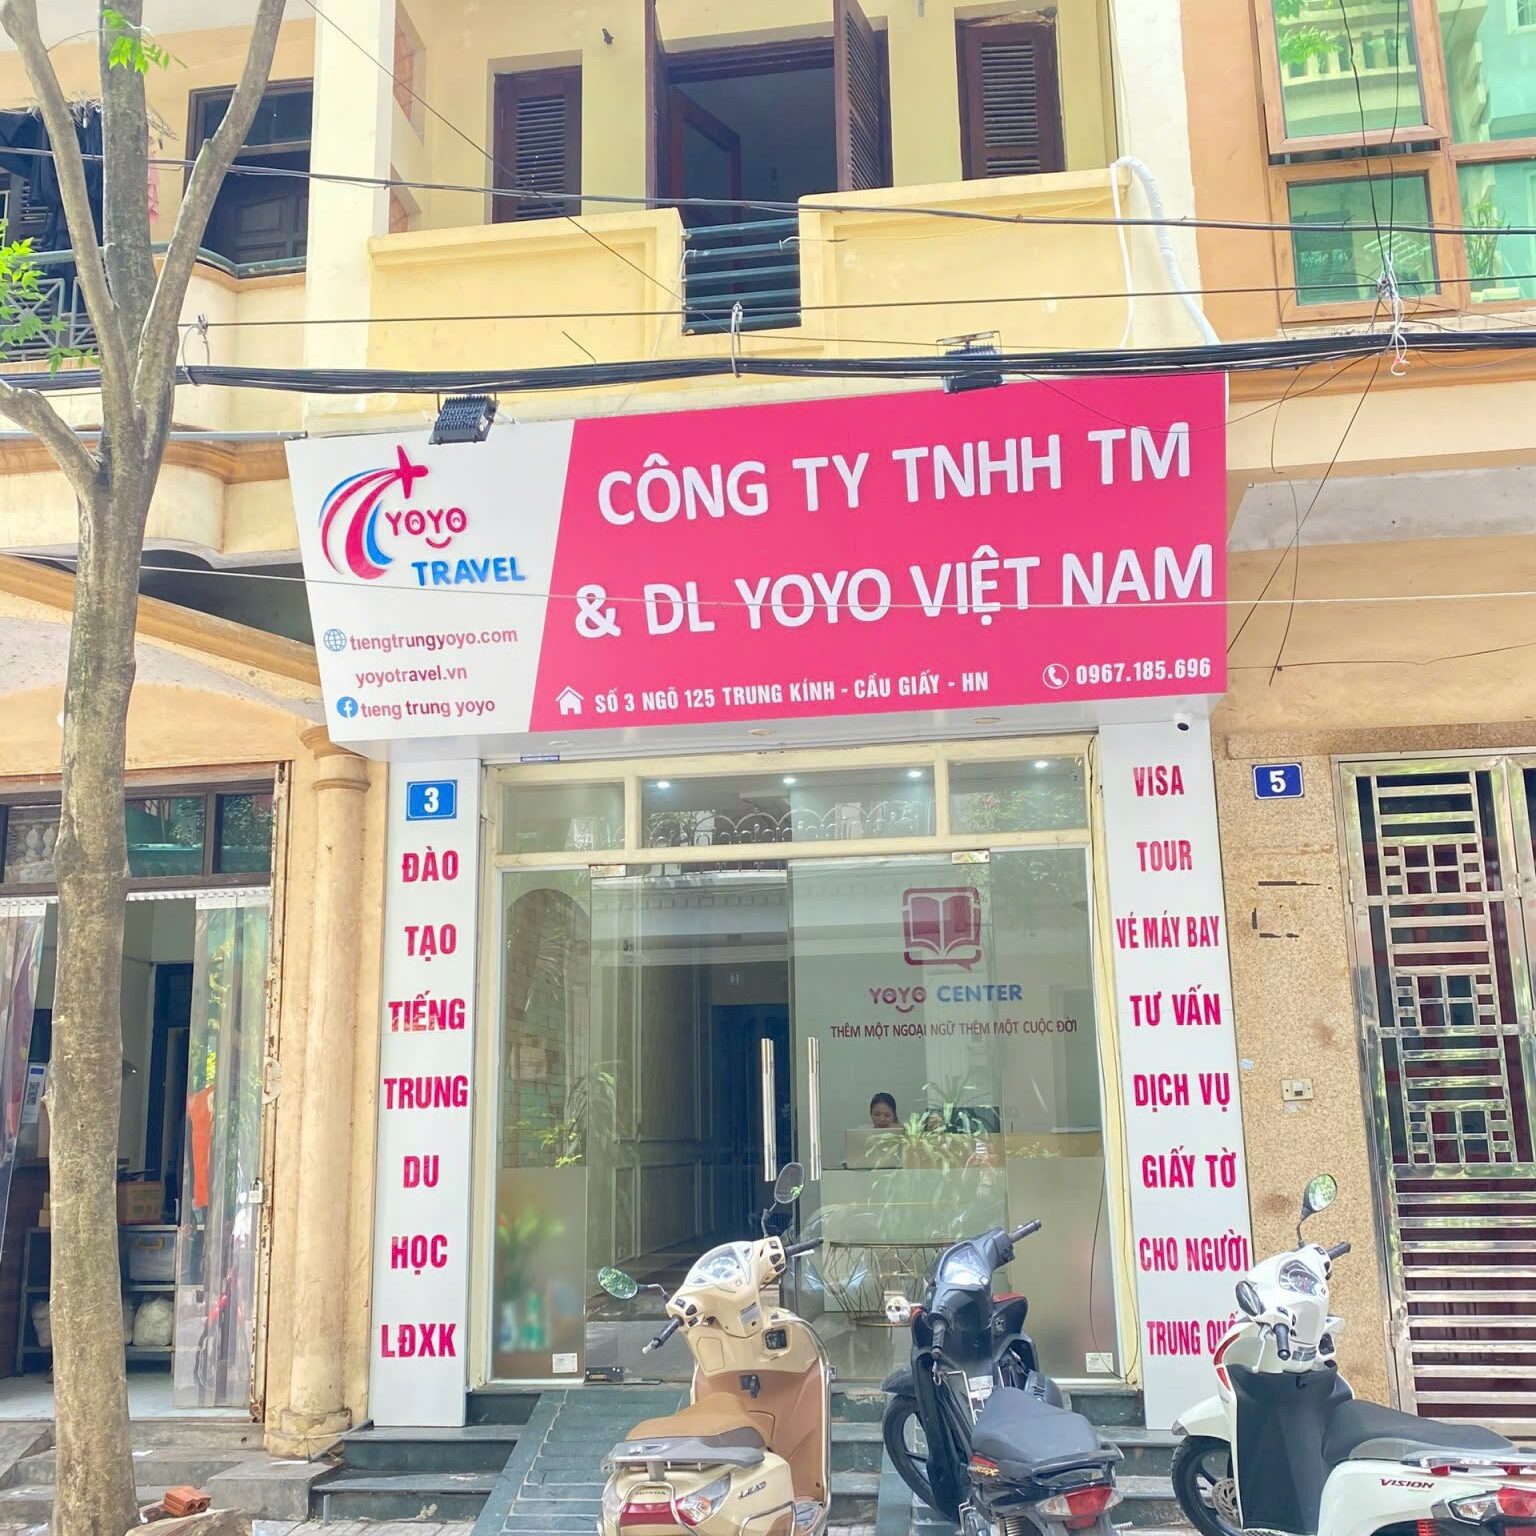 YOYO
TRAVEL
tiengtrungyoyo.com
yoyotravel.vn
tieng trung yoyo
CÔNG TY TNHH TM
& DL YOYO VIỆT NAM
SỐ 3 NGÕ 125 TRUNG KÍNH - CẦU GIẤY - HN
0967.185.696
3
ĐÀO
TẠO
TIẾNG
TRUNG
DU
HỌC
LĐXK
YOYO CENTER
THÊM MỘT NGOẠI NGỮ THÊM MỘT CUỘC ĐỜI
VISA
TOUR
VÉ MÁY BAY
TƯ VẤN
DỊCH VỤ
GIẤY TỜ
CHO NGƯỜI
TRUNG
5
HONDA
LEAD
VISION